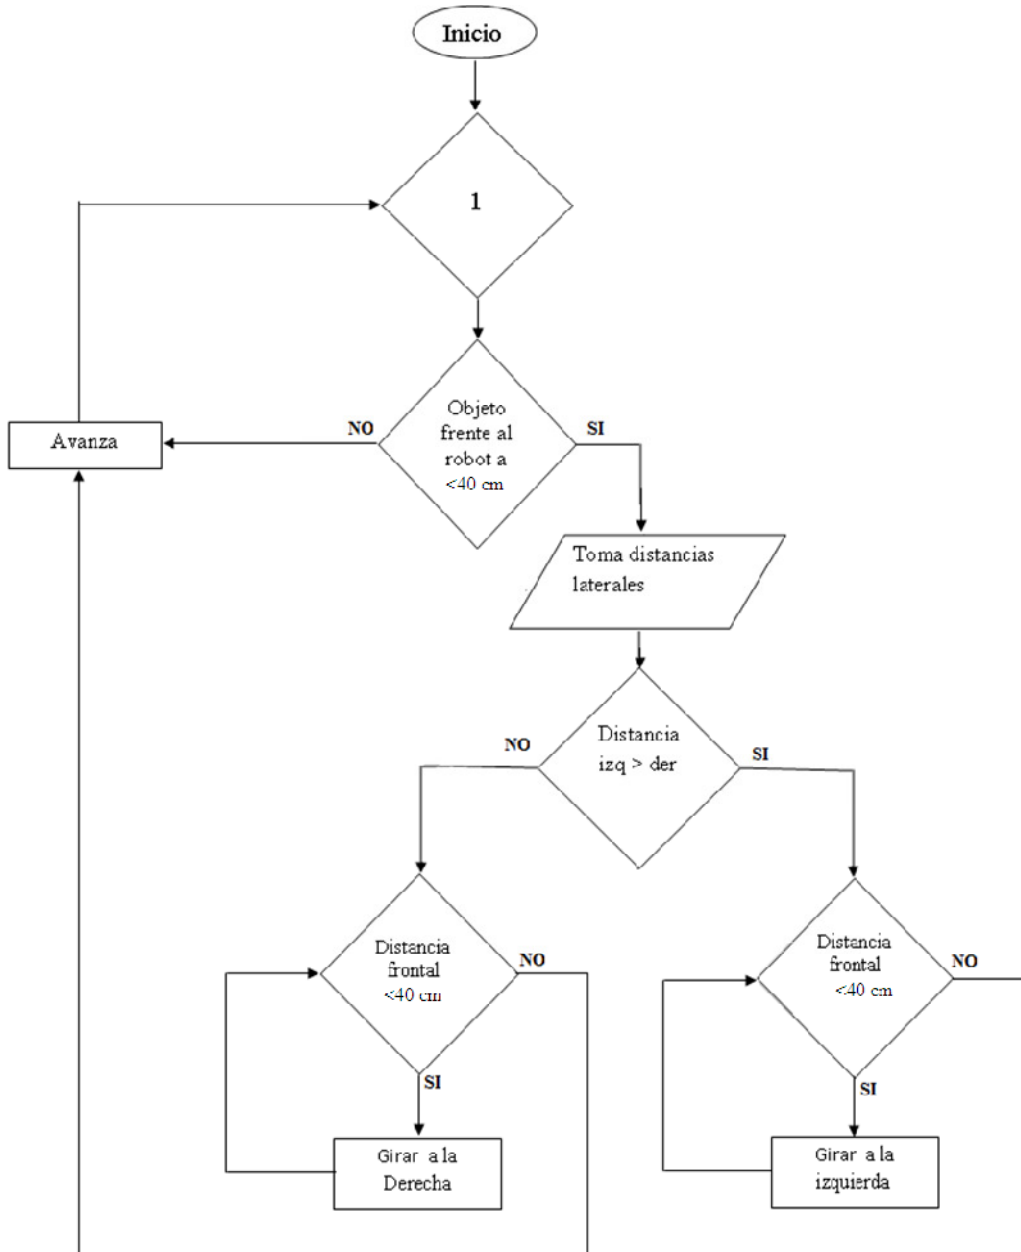 Inicio
1
Objeto
frente al
robot a
<40 cm
NO
SI
Avanza
Toma distancias
laterales
Distancia
izq > der
NO
SI
Distancia
frontal
<40 cm
NO
SI
Girar a la
Derecha
Distancia
frontal
<40 cm
NO
SI
Girar a la
izquierda